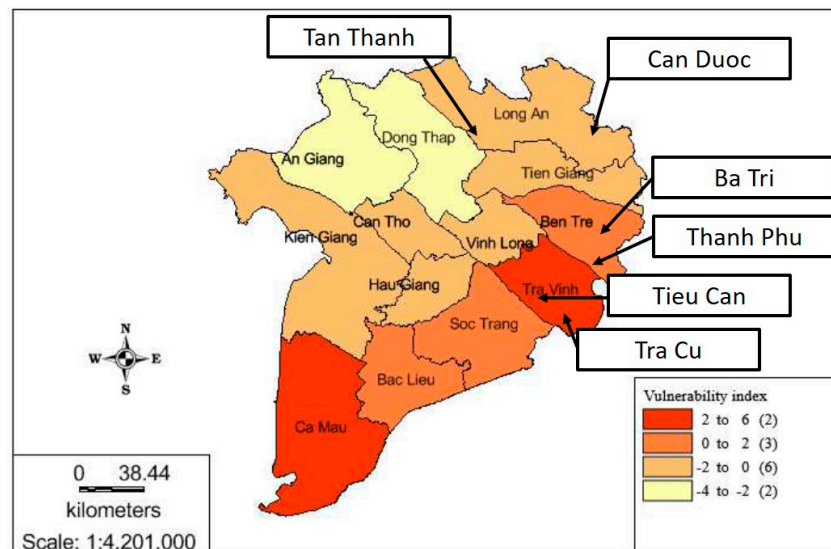 Tan Thanh
Can Duoc
Long An
Dong Thap
An Giang
Tien Giang
Ba Tri
Ben Tre
Can Tho
Kien Giang
Vinh Long
Thanh Phu
Hau Giang
Tra Vinh
Tieu Can
Soc Trang
Tra Cu
N
W E
S
Bac Lieu
Ca Mau
Vulnerability index
2 to 6 (2)
0 to 2 (3)
-2 to 0 (6)
-4 to -2 (2)
0 38.44
kilometers
Scale: 1:4,201,000